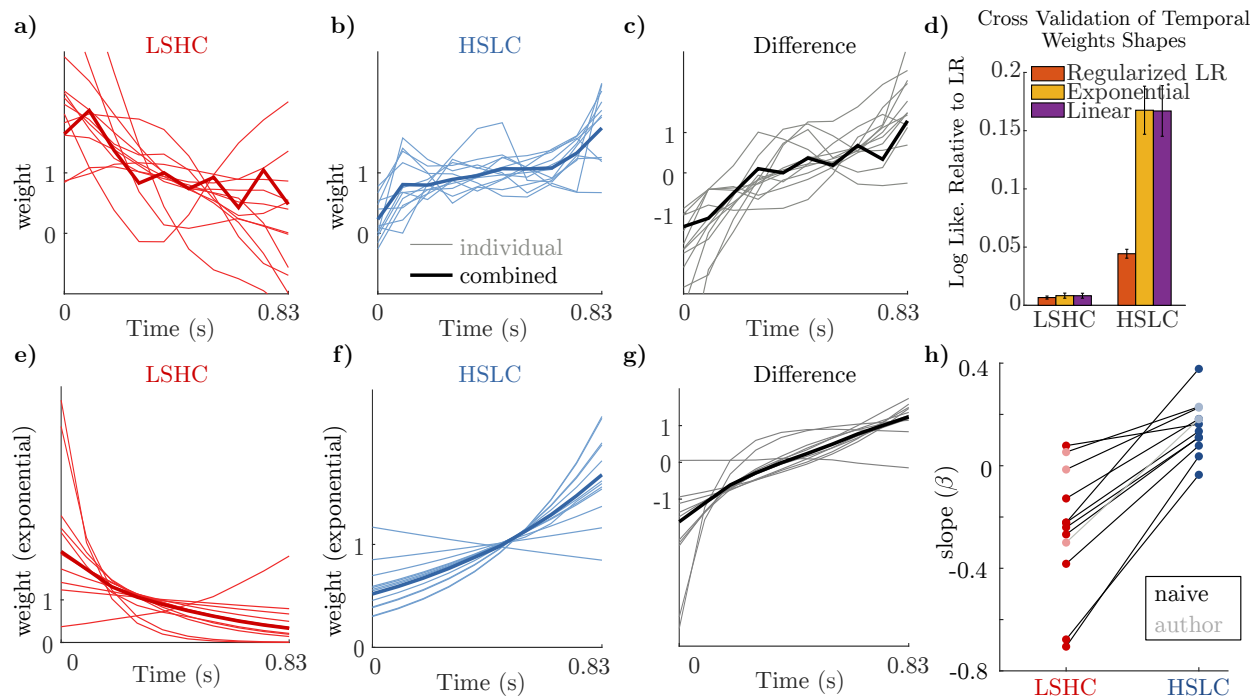 a)
LSHC
weight
1
0
0
0.83
Time (s)
b)
HSLC
weight
1
0
individual
combined
0
0.83
Time (s)
c)
Difference
1
0
-1
0
0.83
Time (s)
d)
Cross Validation of Temporal
Weights Shapes
Log Like. Relative to LR
0.2
0.15
0.1
0.05
0
Regularized LR
Exponential
Linear
LSHC
HSLC
e)
LSHC
weight (exponential)
1
0
0
0.83
Time (s)
f)
HSLC
weight (exponential)
1
0
0
0.83
Time (s)
g)
Difference
1
0
-1
0
0.83
Time (s)
h)
slope (β)
0.4
0
-0.4
-0.8
naive
author
LSHC
HSLC